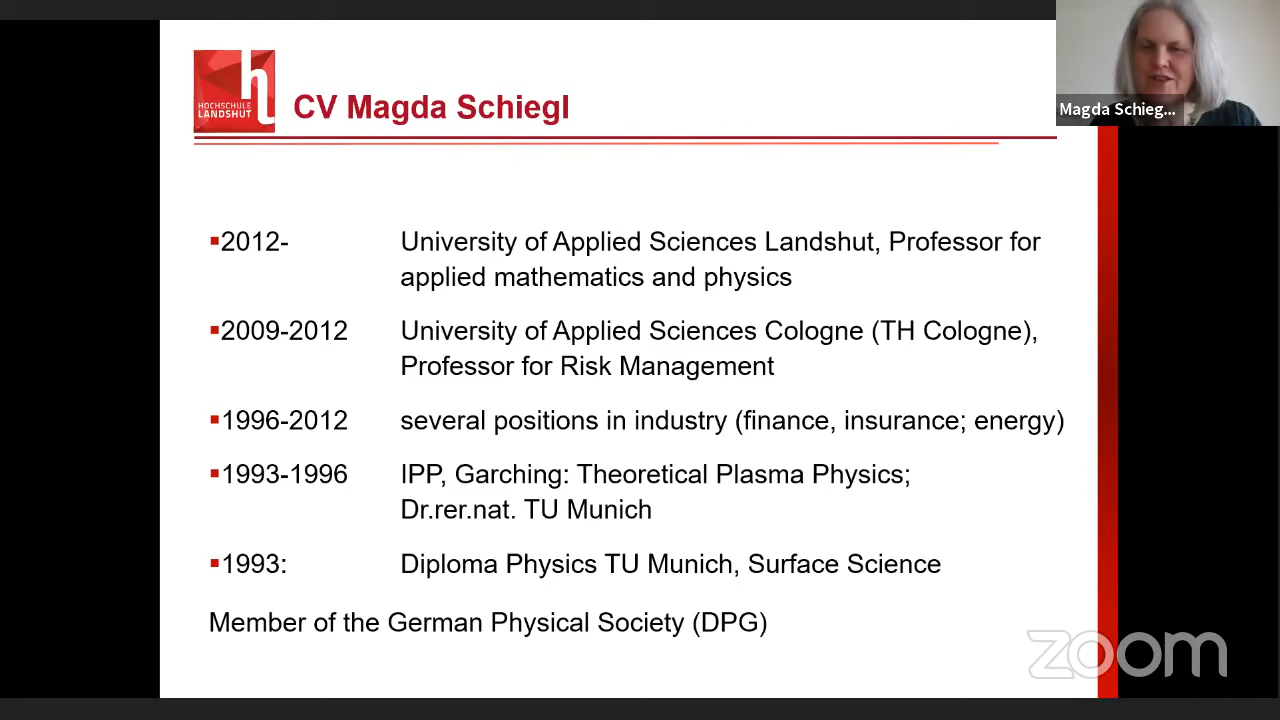 HOCHSCHULE
LANDSHUT
CV Magda Schiegl
Magda Schieg...
▪2012- University of Applied Sciences Landshut, Professor for
applied mathematics and physics
▪2009-2012 University of Applied Sciences Cologne (TH Cologne),
Professor for Risk Management
▪1996-2012 several positions in industry (finance, insurance; energy)
▪1993-1996 IPP, Garching: Theoretical Plasma Physics;
Dr.rer.nat. TU Munich
▪1993: Diploma Physics TU Munich, Surface Science
Member of the German Physical Society (DPG)
zoom